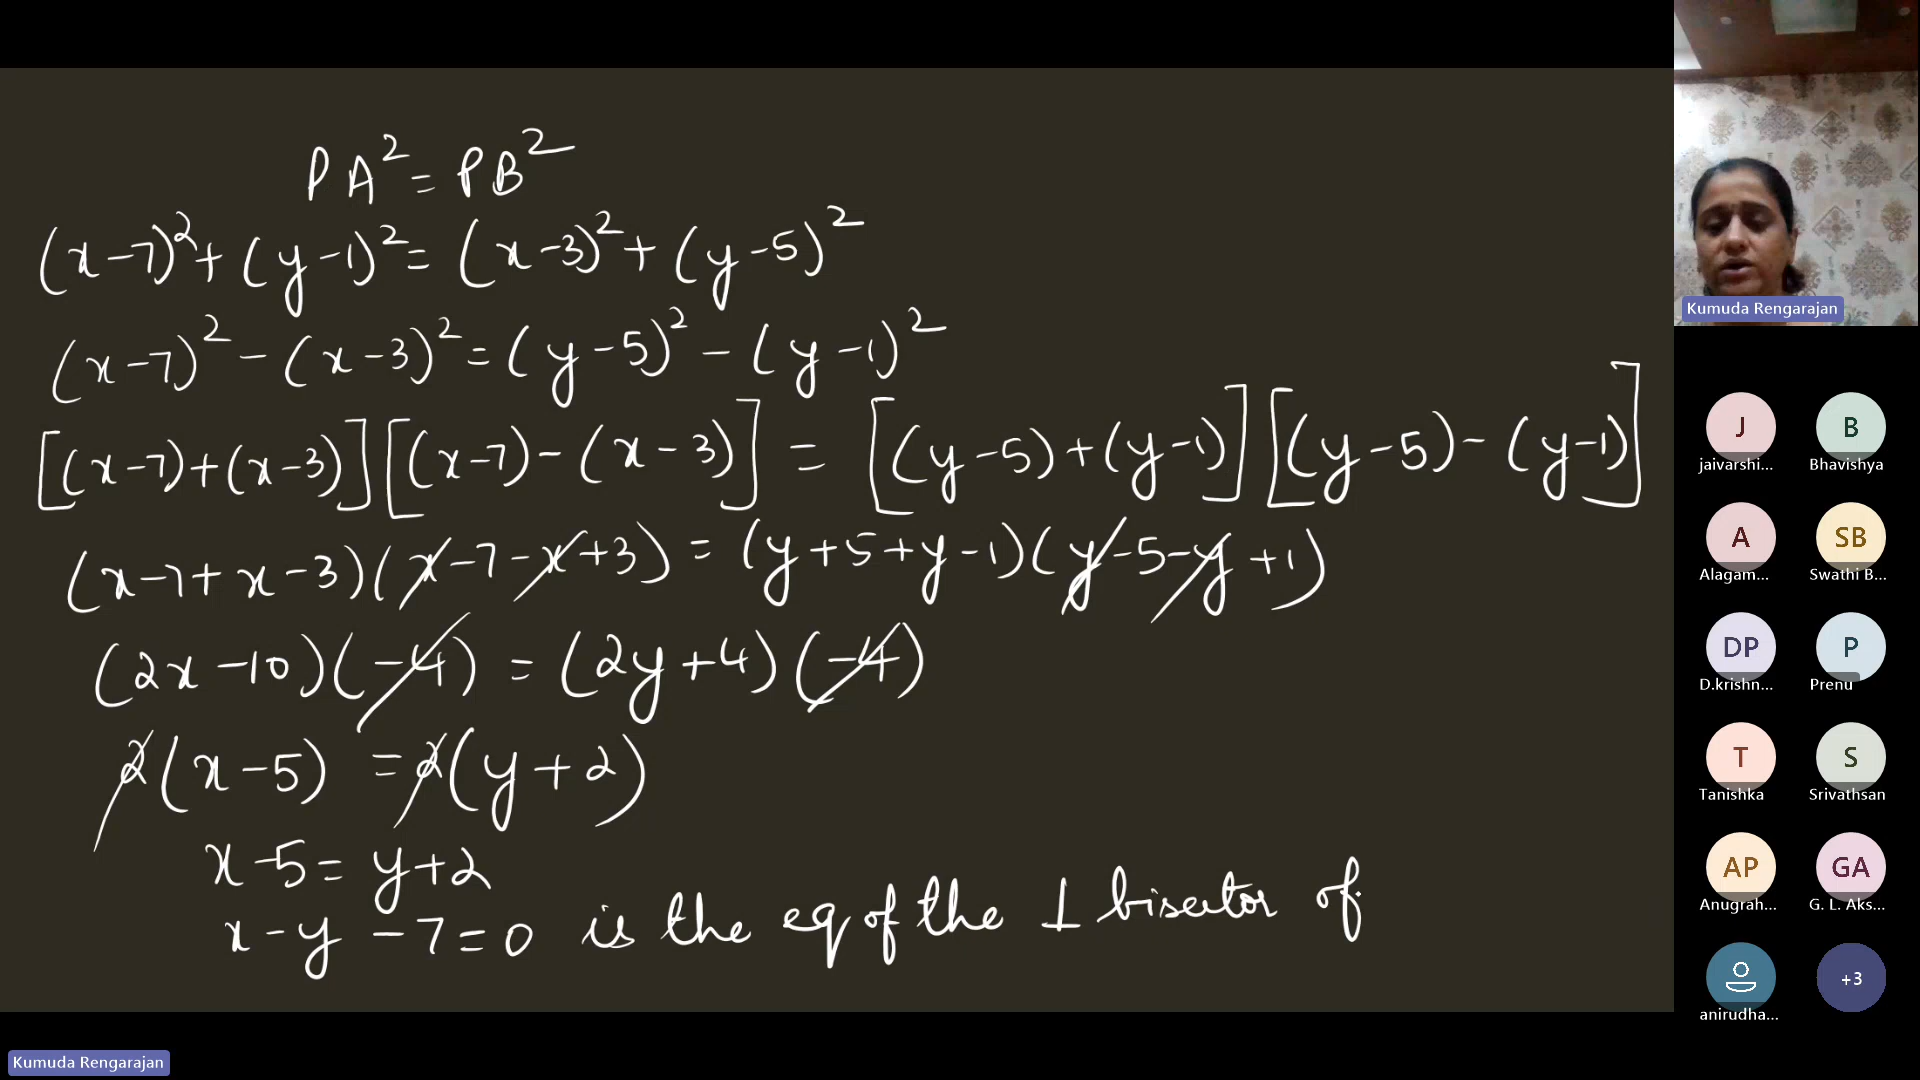 PA² = PB²
(x-7)² + (y-1)² = (x-3)² + (y-5)²
(x-7)² - (x-3)² = (y-5)² - (y-1)²
[(x-7)+(x-3)][(x-7)-(x-3)] = [(y-5)+(y-1)][(y-5)-(y-1)]
(x-7+x-3)(x-7-x+3) = (y+5+y-1)(y-5-y+1)
(2x-10)(-4) = (2y+4)(-4)
2(x-5) = 2(y+2)
x-5 = y+2
x-y-7=0 is the eq of the ⊥ bisector of
Kumuda Rengarajan
J
jaivarshi...
B
Bhavishya
A
Alagam...
SB
Swathi B...
DP
D.krishn...
P
Prenu
T
Tanishka
S
Srivathsan
AP
Anugrah...
GA
G. L. Aks...
anirudha...
+3
Kumuda Rengarajan